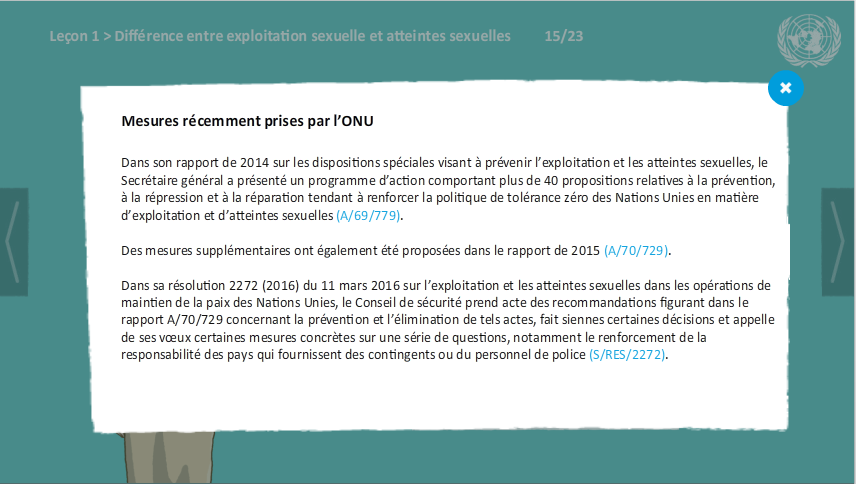 Leçon 1 > Différence entre exploitation sexuelle et atteintes sexuelles 15/23
Mesures récemment prises par l’ONU
Dans son rapport de 2014 sur les dispositions spéciales visant à prévenir l’exploitation et les atteintes sexuelles, le
Secrétaire général a présenté un programme d’action comportant plus de 40 propositions relatives à la prévention,
à la répression et à la réparation tendant à renforcer la politique de tolérance zéro des Nations Unies en matière
d’exploitation et d’atteintes sexuelles (A/69/779).
Des mesures supplémentaires ont également été proposées dans le rapport de 2015 (A/70/729).
Dans sa résolution 2272 (2016) du 11 mars 2016 sur l’exploitation et les atteintes sexuelles dans les opérations de
maintien de la paix des Nations Unies, le Conseil de sécurité prend acte des recommandations figurant dans le
rapport A/70/729 concernant la prévention et l’élimination de tels actes, fait siennes certaines décisions et appelle
de ses vœux certaines mesures concrètes sur une série de questions, notamment le renforcement de la
responsabilité des pays qui fournissent des contingents ou du personnel de police (S/RES/2272).